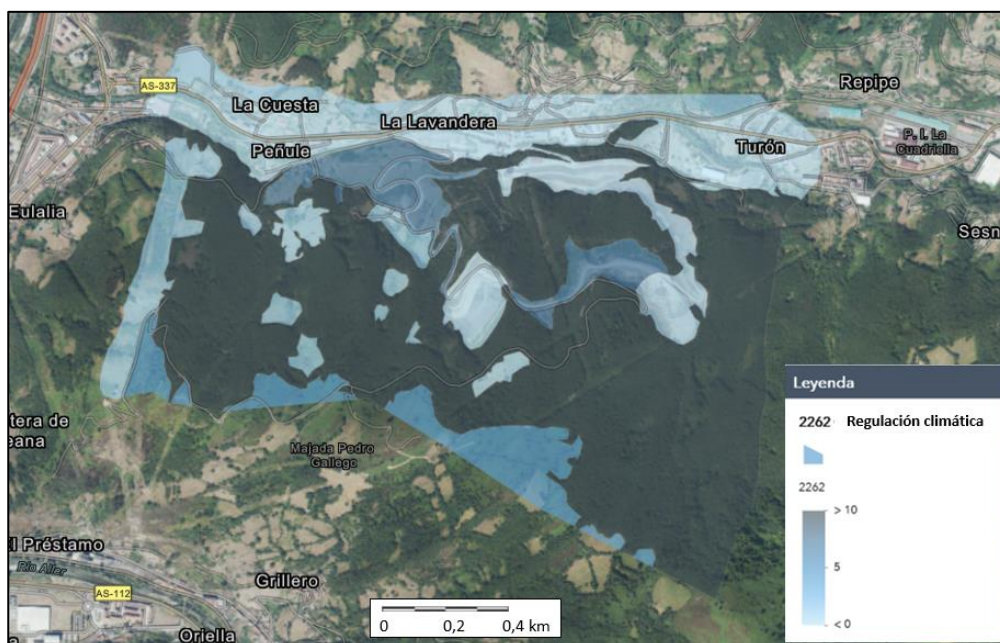 AS-337
La Cuesta
La Lavandera
Peñule
Repipe
Turón
P. I. La
Cuadriella
Eulalia
Sesn
tera de
eana
Majada Pedro
Gallego
l Préstamo
Río Aller
AS-112
Grillero
Oriella
0 0,2 0,4 km
Leyenda
2262 Regulación climática
2262
> 10
5
< 0